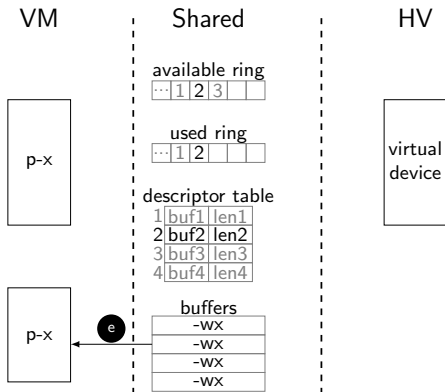 VM Shared HV
available ring
... 1 2 3
used ring
... 1 2
p-x
virtual
device
descriptor table
1 buf1 len1
2 buf2 len2
3 buf3 len3
4 buf4 len4
buffers
-wx
e
-wx
p-x
-wx
-wx